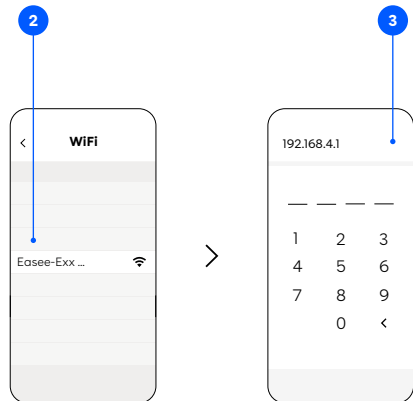 2
3
< WiFi
Easee-Exx ...
>
192.168.4.1
_ _ _ _
1 2 3
4 5 6
7 8 9
0 <